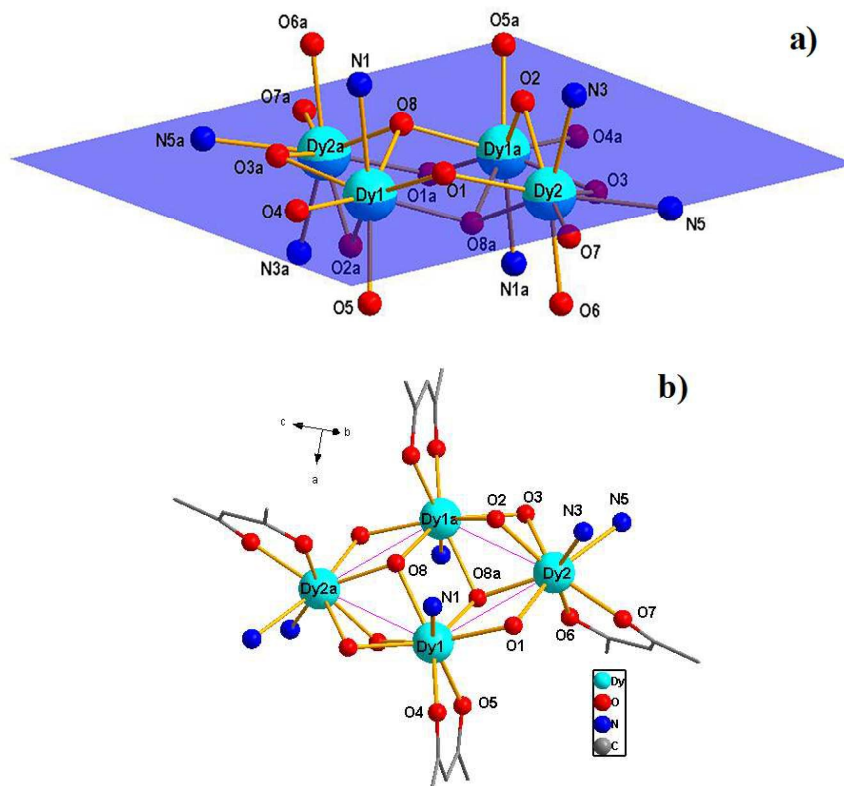 a)
O6a
O5a
N1
O2
N3
O7a
O8
N5a
Dy2a
Dy1a
O4a
O3a
O1a
O1
O3
Dy1
Dy2
O4
N5
O2a
O8a
O7
N3a
N1a
O5
O6
b)
c
b
a
O2
O3
N3
N5
Dy1a
O8
O8a
Dy2
Dy2a
N1
O7
Dy1
O1
O6
O4
O5
Dy
O
N
C